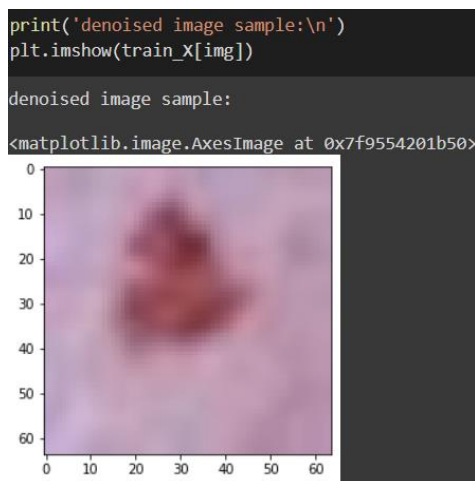 print('denoised image sample:\n')
plt.imshow(train_X[img])
denoised image sample:
<matplotlib.image.AxesImage at 0x7f9554201b50>
0
10
20
30
40
50
60
0 10 20 30 40 50 60